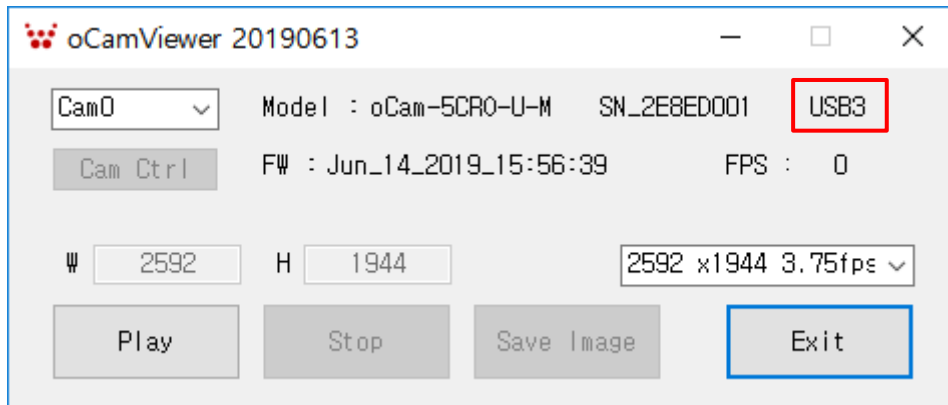 oCamViewer 20190613
Cam0 Model : oCam-5CRO-U-M SN_2E8ED001 USB3
Cam Ctrl FW : Jun_14_2019_15:56:39 FPS : 0
W 2592 H 1944 2592 x1944 3.75fps
Play Stop Save Image Exit